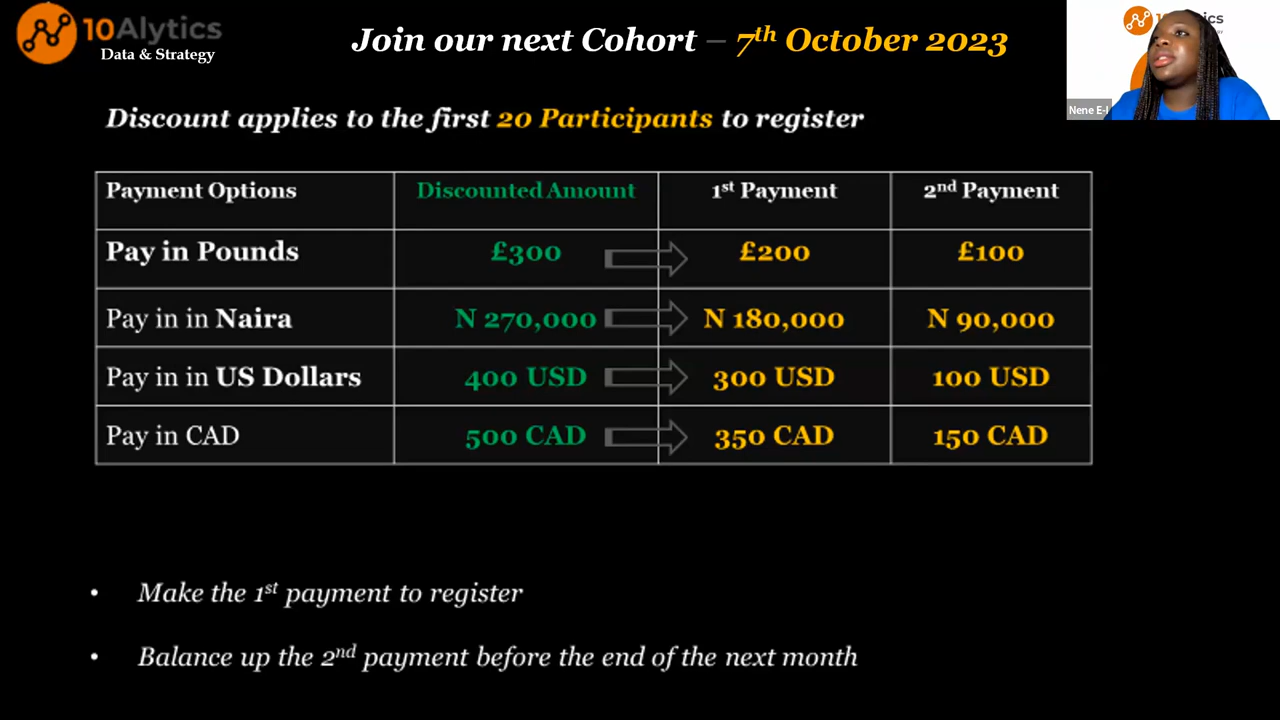 10Alytics
Data & Strategy
Join our next Cohort – 7th October 2023
Nene E-I
Discount applies to the first 20 Participants to register
Payment Options Discounted Amount 1st Payment 2nd Payment
Pay in Pounds £300 £200 £100
Pay in in Naira N 270,000 N 180,000 N 90,000
Pay in in US Dollars 400 USD 300 USD 100 USD
Pay in CAD 500 CAD 350 CAD 150 CAD
• Make the 1st payment to register
• Balance up the 2nd payment before the end of the next month